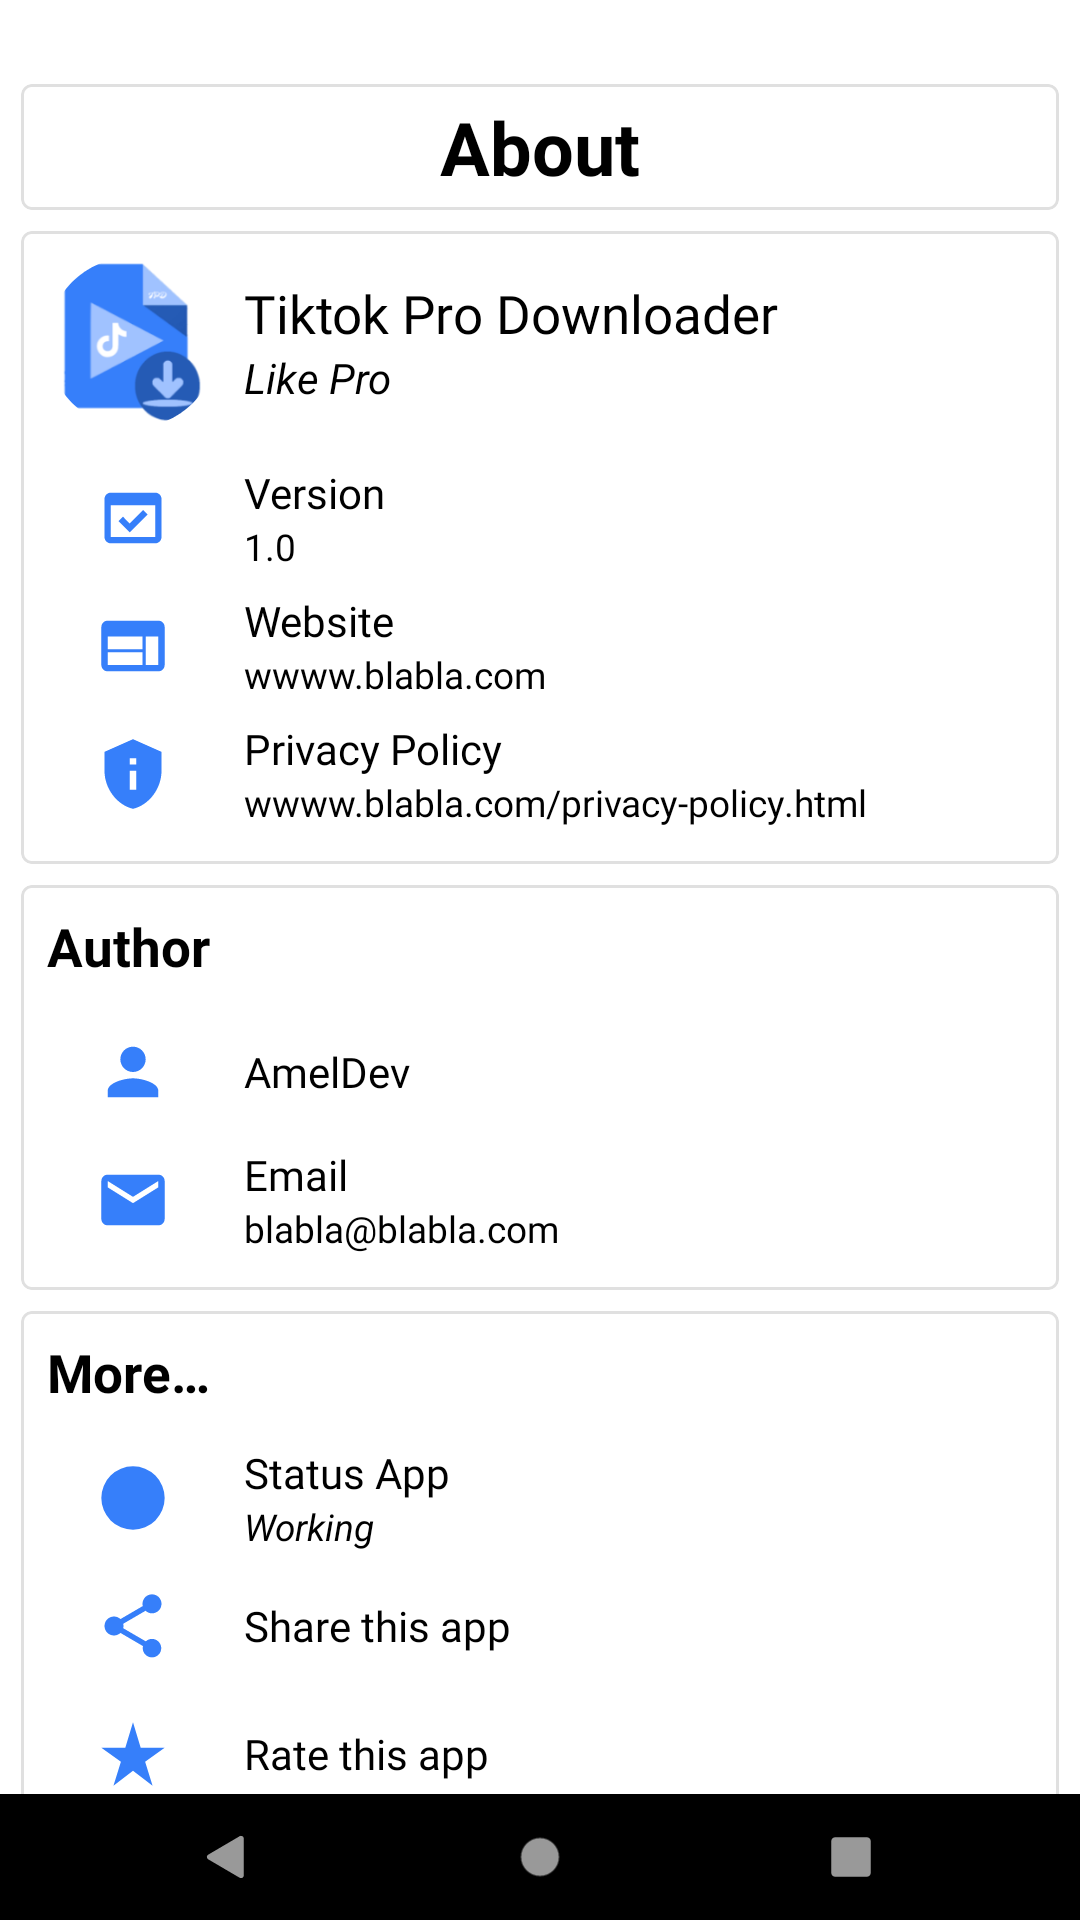 About
Tiktok Pro Downloader
Like Pro
Version
1.0
Website
wwww.blabla.com
Privacy Policy
wwww.blabla.com/privacy-policy.html
Author
AmelDev
Email
blabla@blabla.com
More...
Status App
Working
Share this app
Rate this app